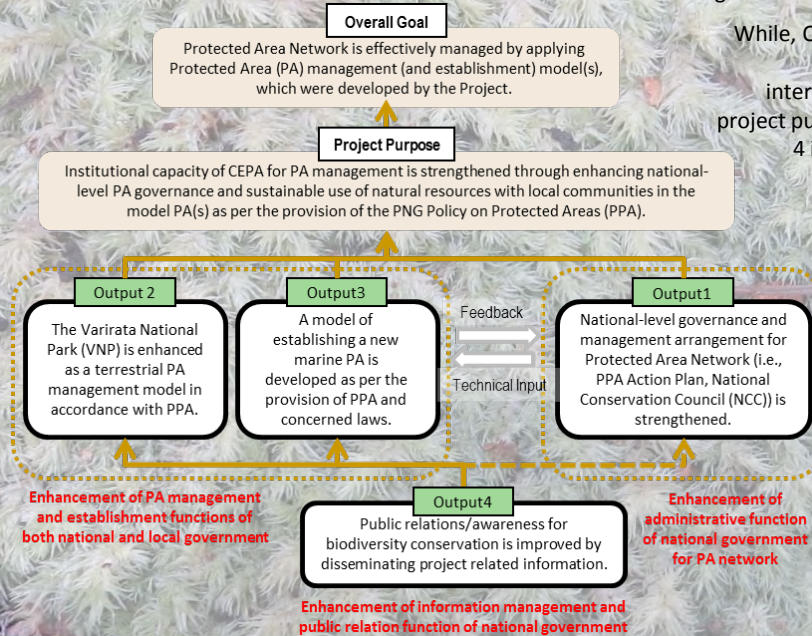 Overall Goal
Protected Area Network is effectively managed by applying
Protected Area (PA) management (and establishment) model(s),
which were developed by the Project.
While, C
inter
project pu
4 i
Project Purpose
Institutional capacity of CEPA for PA management is strengthened through enhancing national-
level PA governance and sustainable use of natural resources with local communities in the
model PA(s) as per the provision of the PNG Policy on Protected Areas (PPA).
Output 2
The Varirata National
Park (VNP) is enhanced
as a terrestrial PA
management model in
accordance with PPA.
Output3
A model of
establishing a new
marine PA is
developed as per the
provision of PPA and
concerned laws.
Feedback
Technical Input
Output1
National-level governance and
management arrangement for
Protected Area Network (i.e.,
PPA Action Plan, National
Conservation Council (NCC)) is
strengthened.
Enhancement of PA management
and establishment functions of
both national and local government
Output4
Public relations/awareness for
biodiversity conservation is improved by
disseminating project related information.
Enhancement of
administrative function
of national government
for PA network
Enhancement of information management and
public relation function of national government